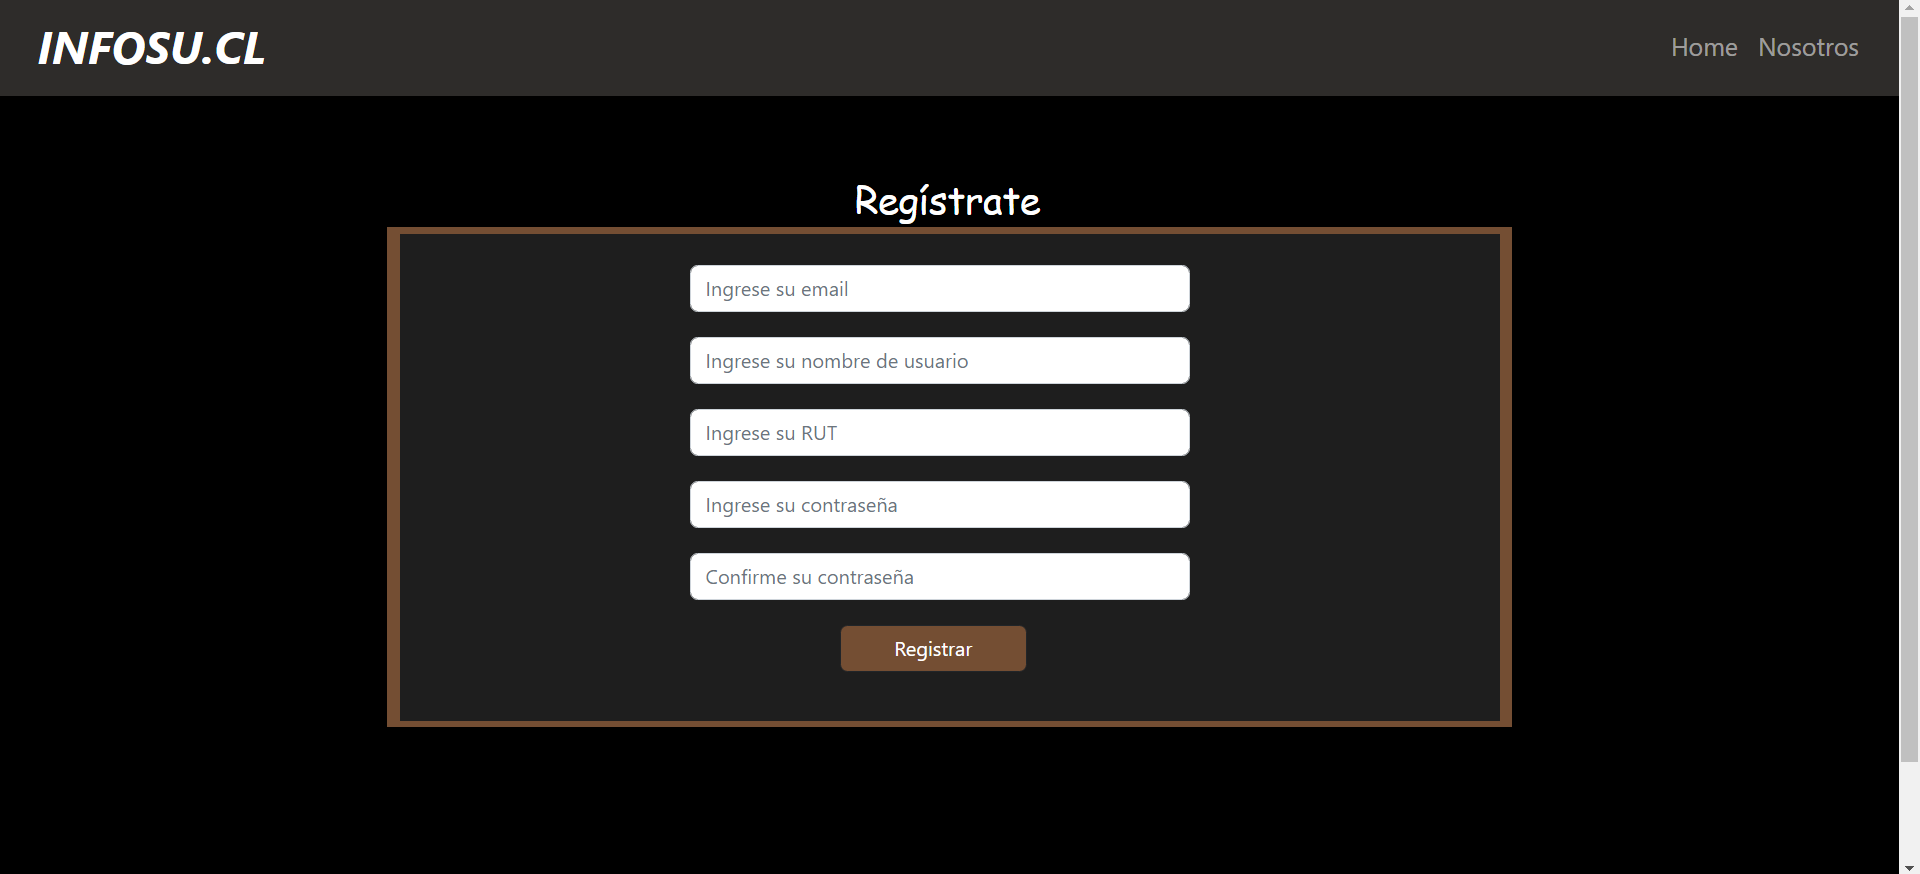 INFOSU.CL
Home Nosotros
Regístrate
Ingrese su email
Ingrese su nombre de usuario
Ingrese su RUT
Ingrese su contraseña
Confirme su contraseña
Registrar